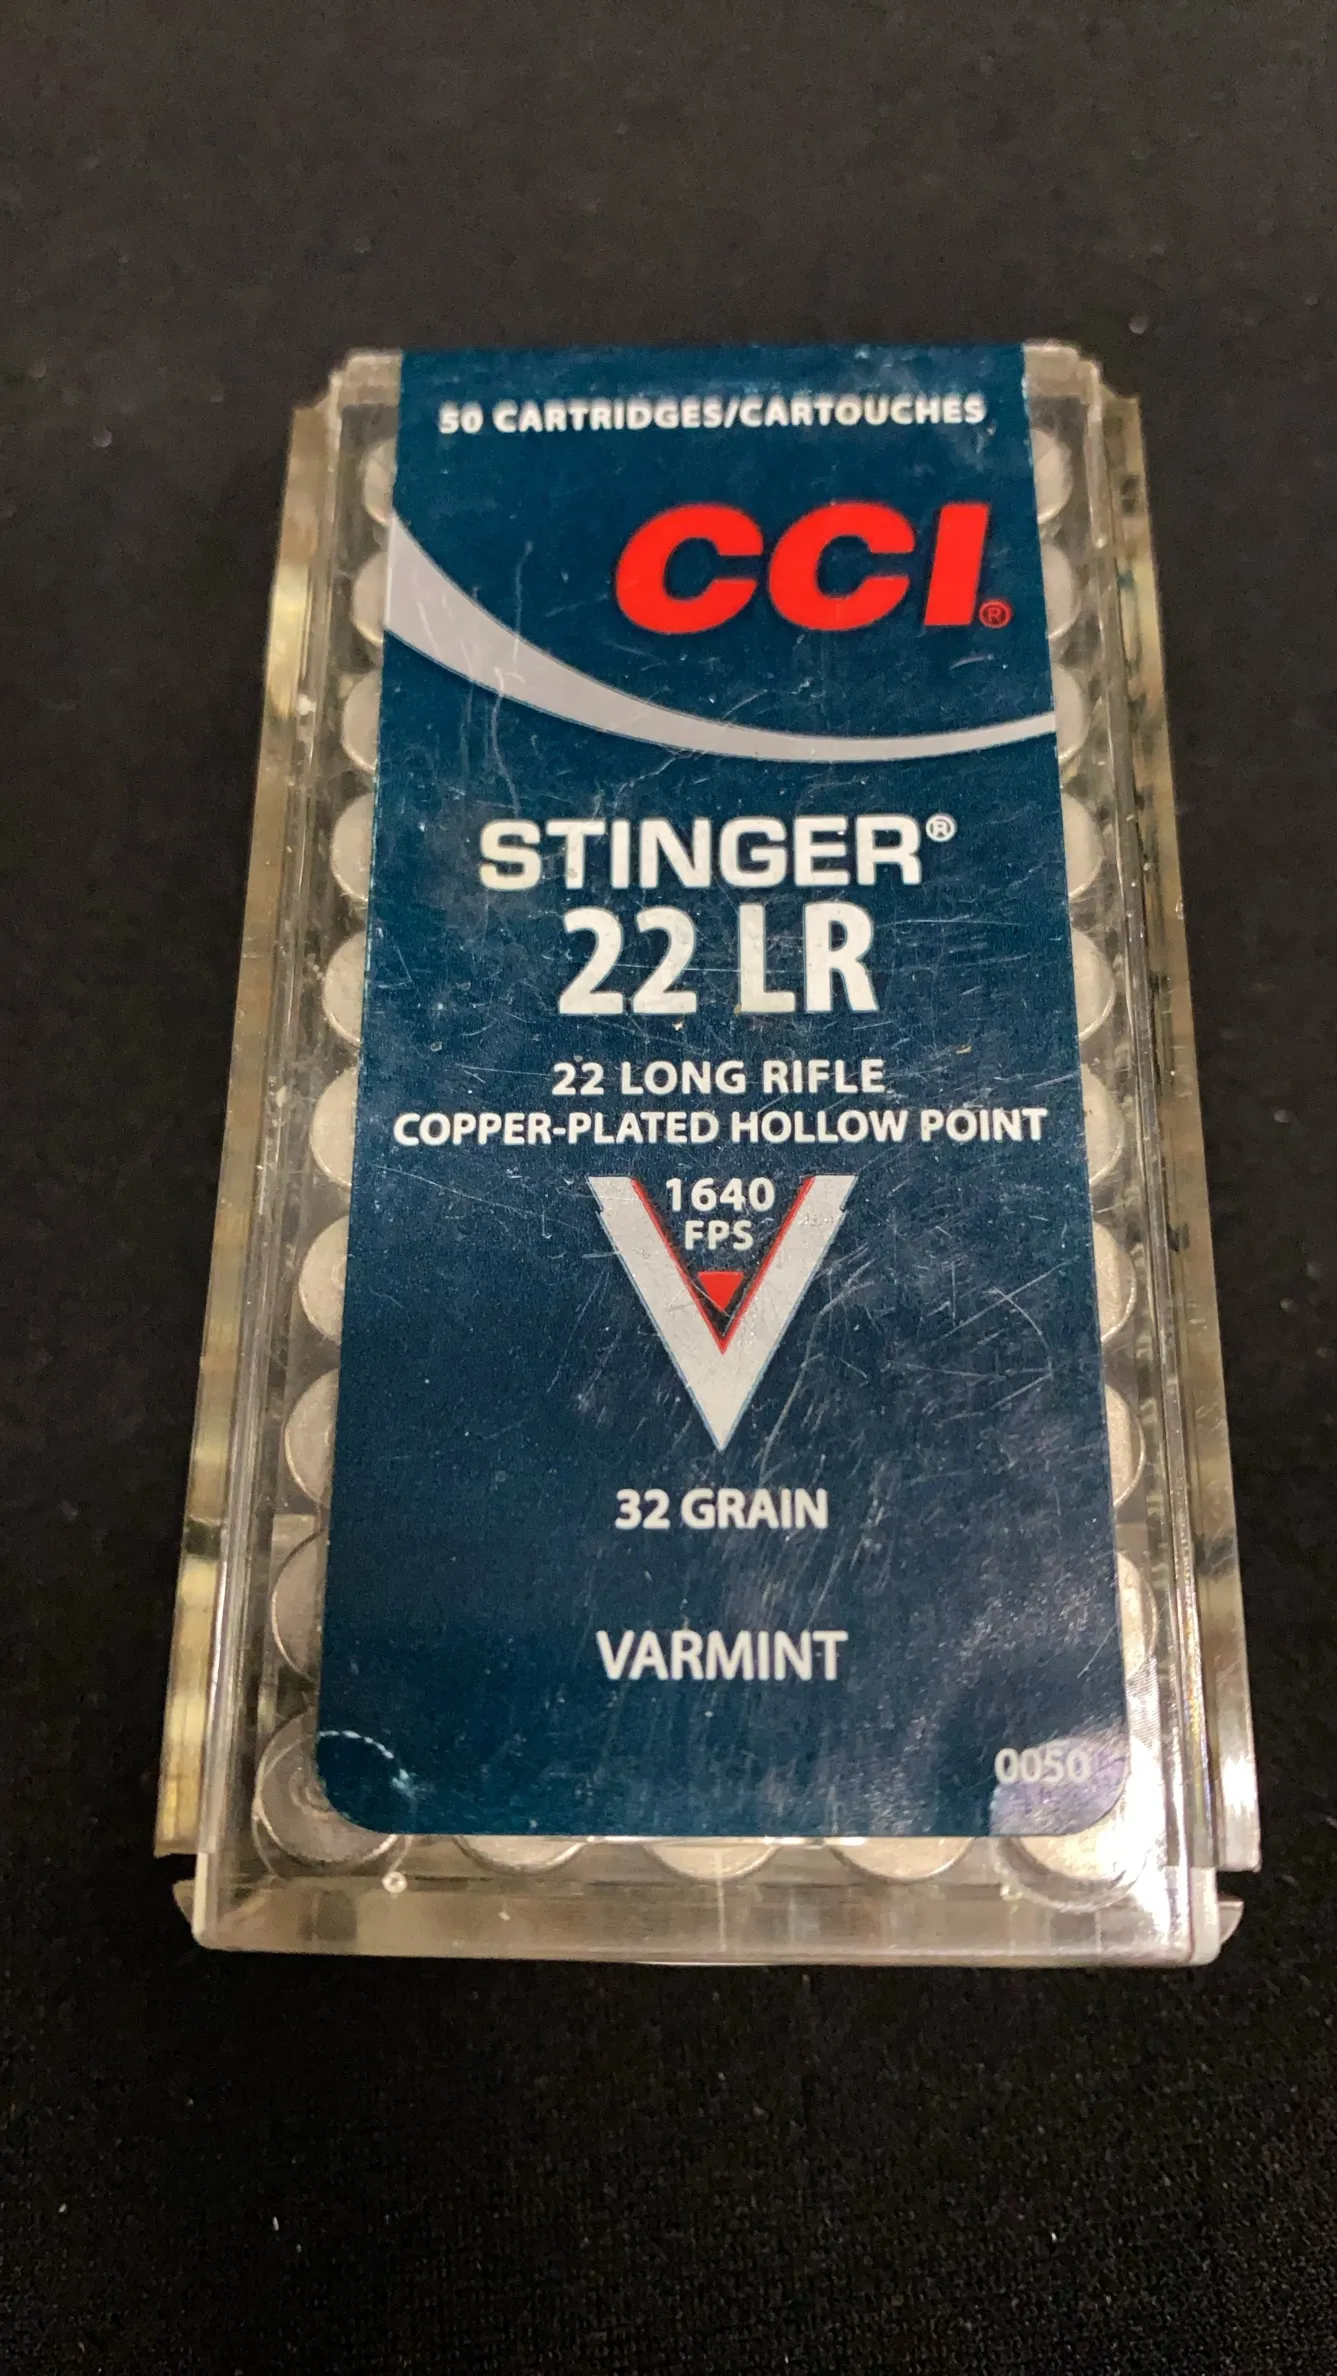 50 CARTRIDGES/CARTOUCHES
CCI®
STINGER®
22 LR
22 LONG RIFLE
COPPER-PLATED HOLLOW POINT
1640
FPS
32 GRAIN
VARMINT
0050